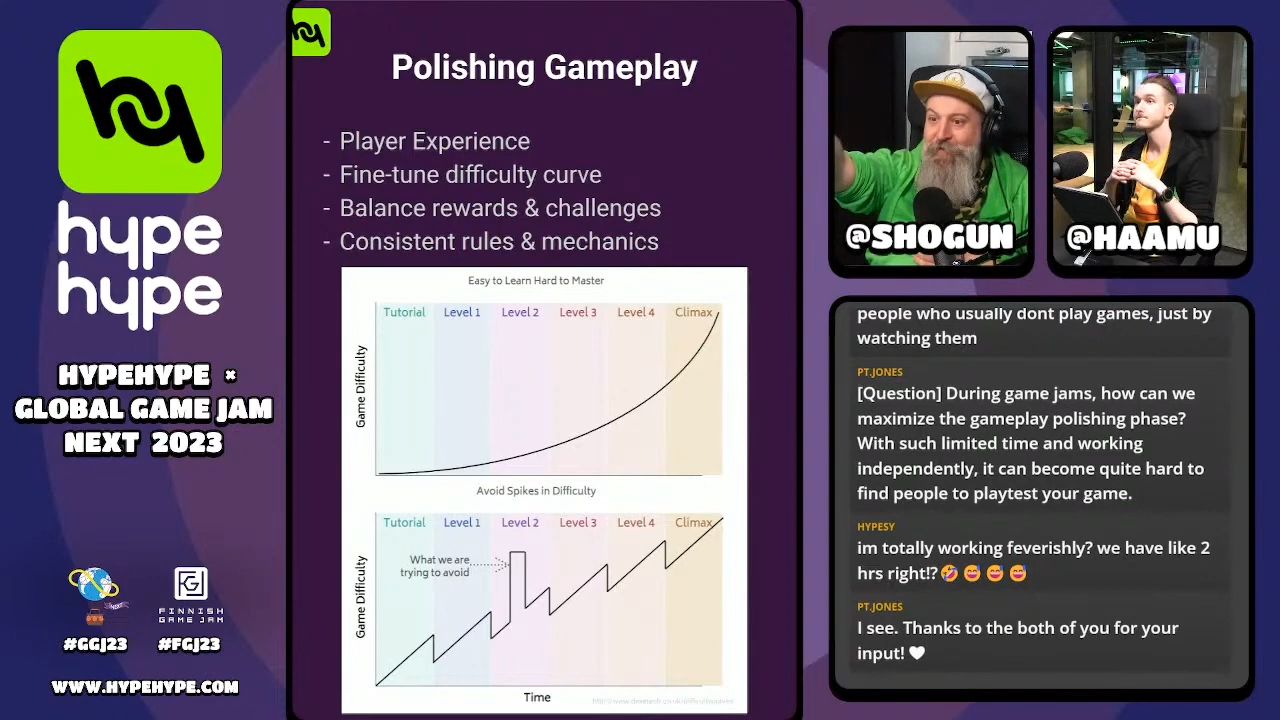 hype
hype
HYPEHYPE ×
GLOBAL GAME JAM
NEXT 2023
#GGJ23
FINNISH
GAME JAM
#FGJ23
WWW.HYPEHYPE.COM
Polishing Gameplay
- Player Experience
- Fine-tune difficulty curve
- Balance rewards & challenges
- Consistent rules & mechanics
Easy to Learn Hard to Master
Tutorial Level 1 Level 2 Level 3 Level 4 Climax
Game Difficulty
Avoid Spikes in Difficulty
Tutorial Level 1 Level 2 Level 3 Level 4 Climax
What we are
trying to avoid
Game Difficulty
Time
@SHOGUN
@HAAMU
people who usually dont play games, just by
watching them
PT.JONES
[Question] During game jams, how can we
maximize the gameplay polishing phase?
With such limited time and working
independently, it can become quite hard to
find people to playtest your game.
HYPESY
im totally working feverishly? we have like 2
hrs right!?🤣😅😅😅
PT.JONES
I see. Thanks to the both of you for your
input! 🤍